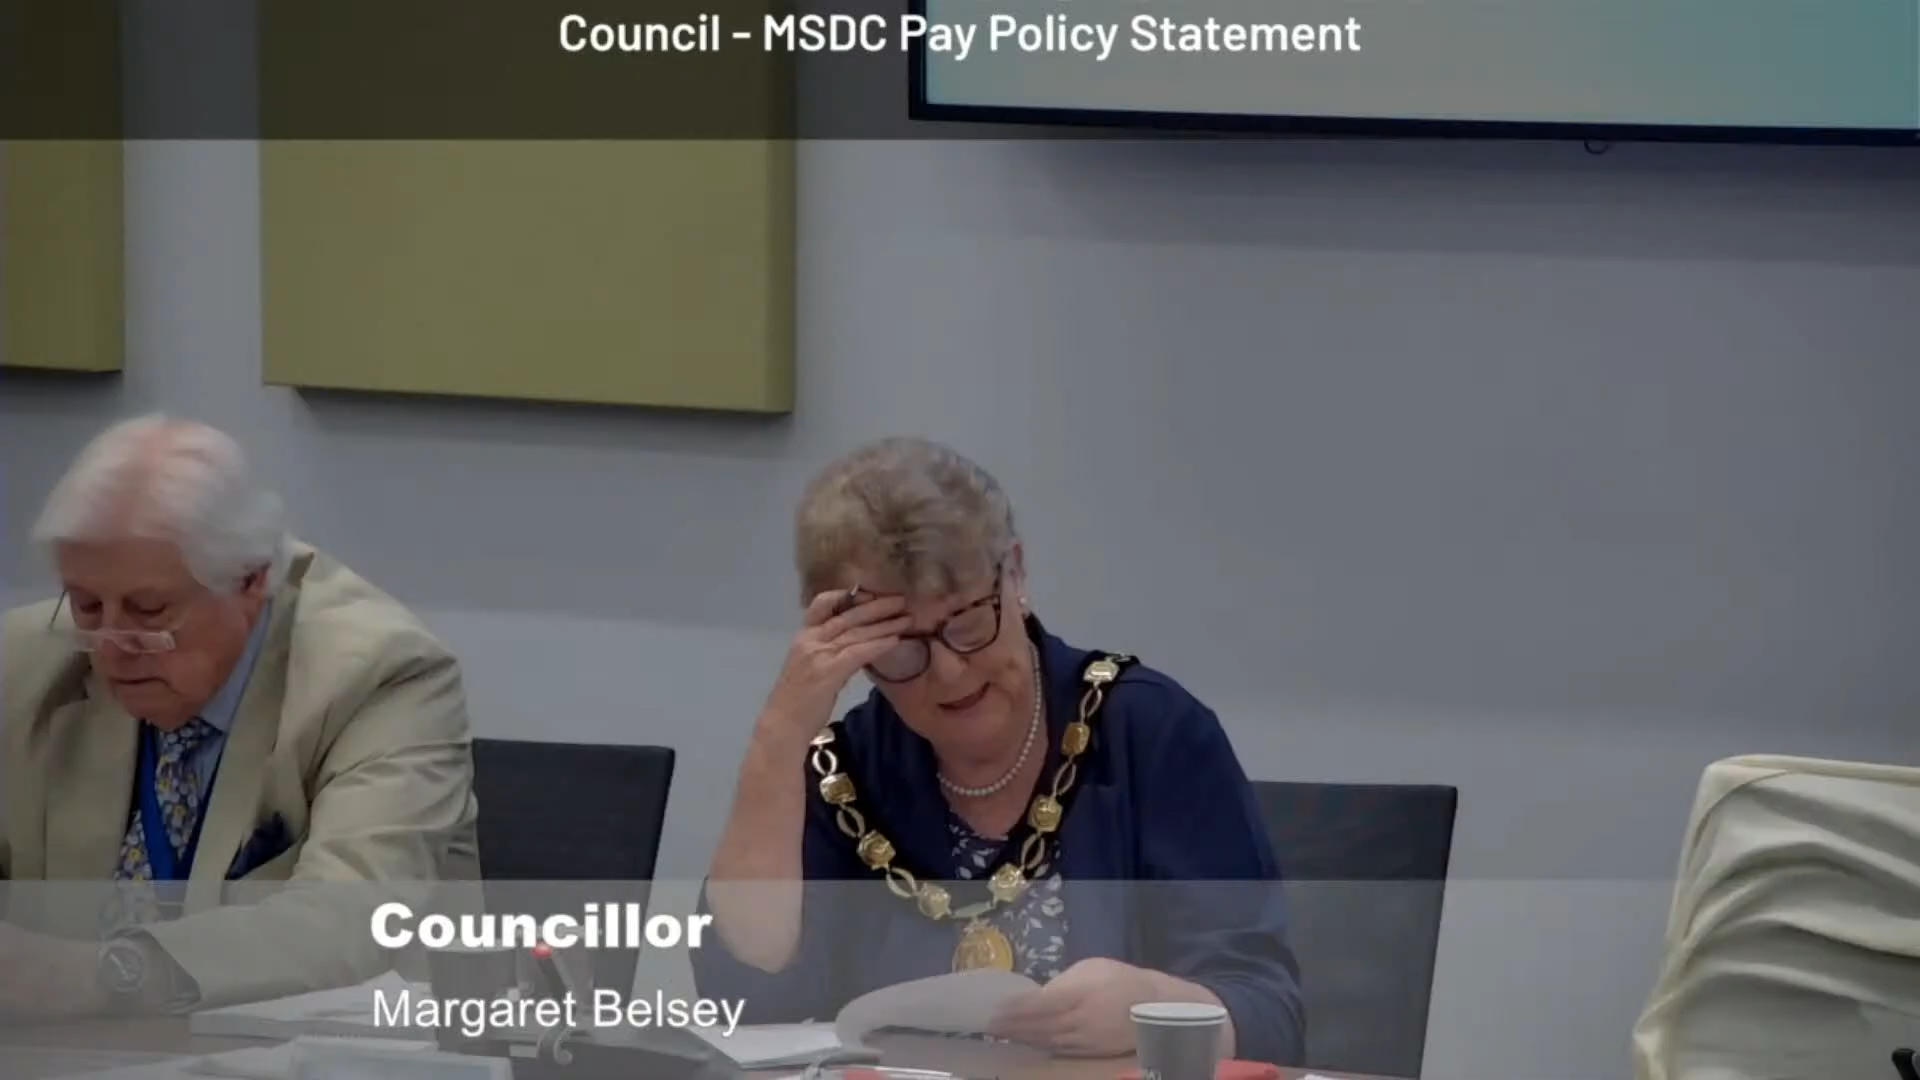 Council - MSDC Pay Policy Statement
Councillor
Margaret Belsey